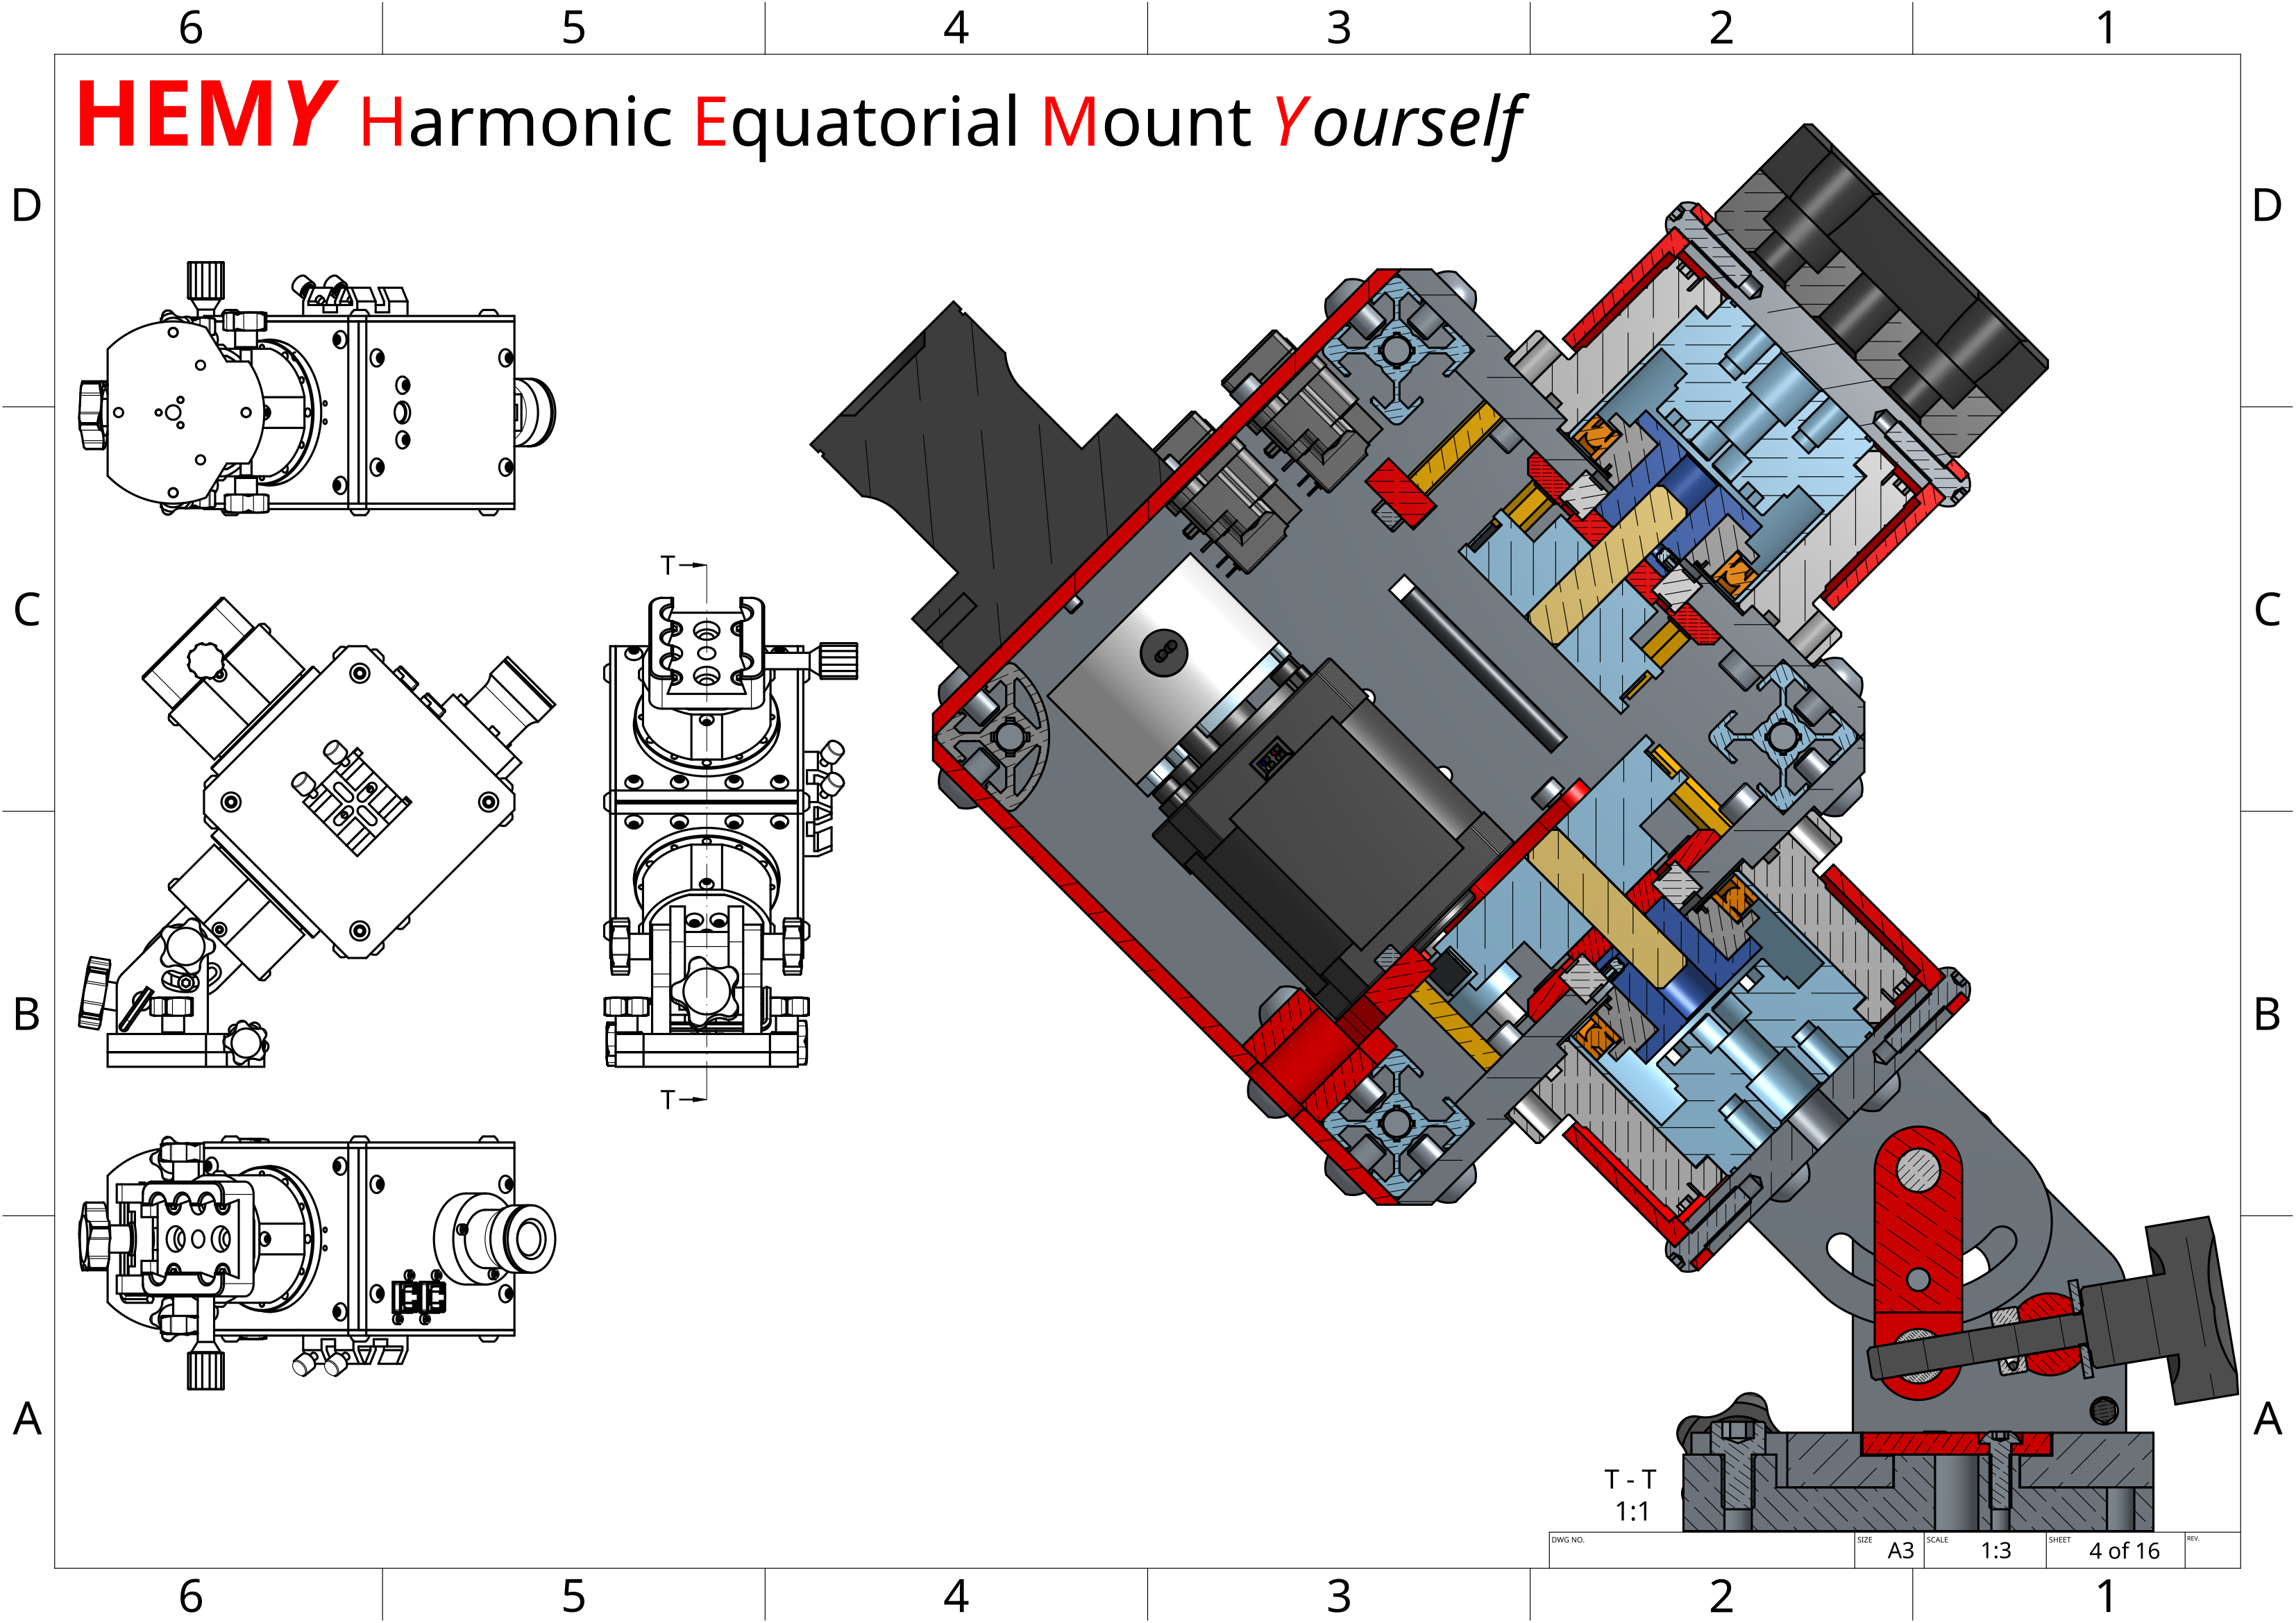 6 5 4 3 2 1
HEMY Harmonic Equatorial Mount Yourself
D D
T
C C
B B
T
A A
T - T
1:1
DWG NO. SIZE A3 SCALE 1:3 SHEET 4 of 16 REV.
6 5 4 3 2 1